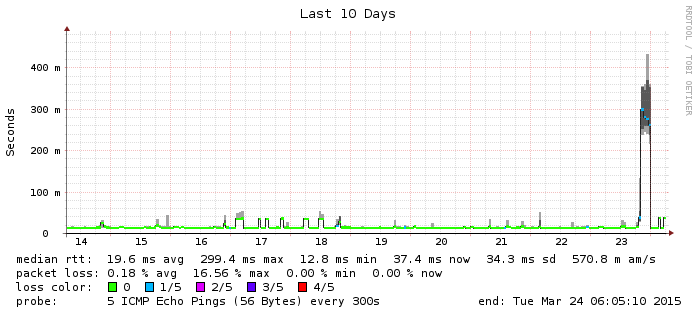 Last 10 Days
RRDTOOL / TOBI OETIKER
Seconds
400 m
300 m
200 m
100 m
0
14 15 16 17 18 19 20 21 22 23
median rtt: 19.6 ms avg 299.4 ms max 12.8 ms min 37.4 ms now 34.3 ms sd 570.8 m am/s
packet loss: 0.18 % avg 16.56 % max 0.00 % min 0.00 % now
loss color: 0 1/5 2/5 3/5 4/5
probe: 5 ICMP Echo Pings (56 Bytes) every 300s end: Tue Mar 24 06:05:10 2015